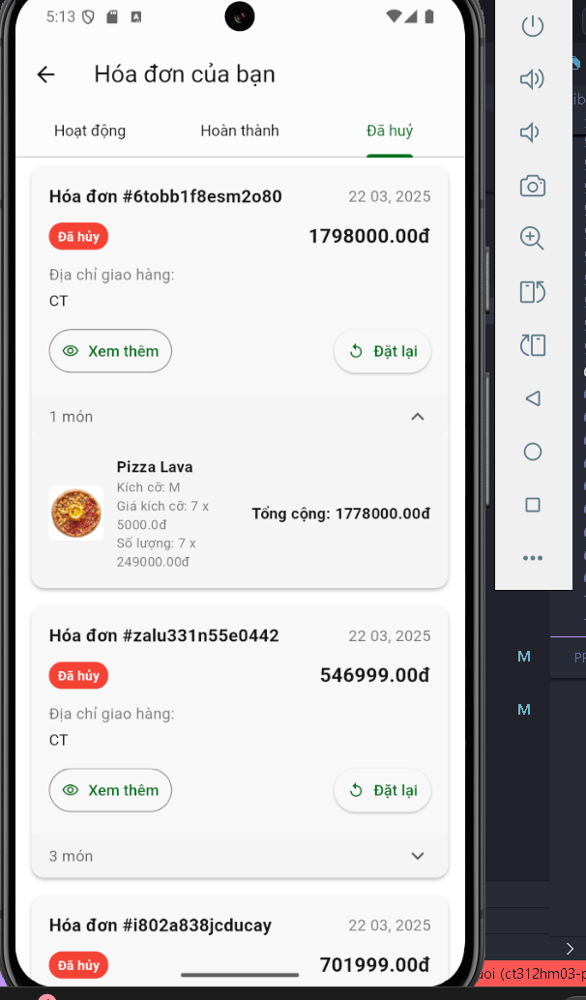 5:13
Hóa đơn của bạn
Hoạt động
Hoàn thành
Đã huỷ
Hóa đơn #6tobb1f8esm2o80
22 03, 2025
Đã hủy
1798000.00đ
Địa chỉ giao hàng:
CT
Xem thêm
Đặt lại
1 món
Pizza Lava
Kích cỡ: M
Giá kích cỡ: 7 x
5000.0đ
Số lượng: 7 x
249000.00đ
Tổng cộng: 1778000.00đ
Hóa đơn #zalu331n55e0442
22 03, 2025
Đã hủy
546999.00đ
Địa chỉ giao hàng:
CT
Xem thêm
Đặt lại
3 món
Hóa đơn #i802a838jcducay
22 03, 2025
Đã hủy
701999.00đ
M
M
(ct312hm03-p